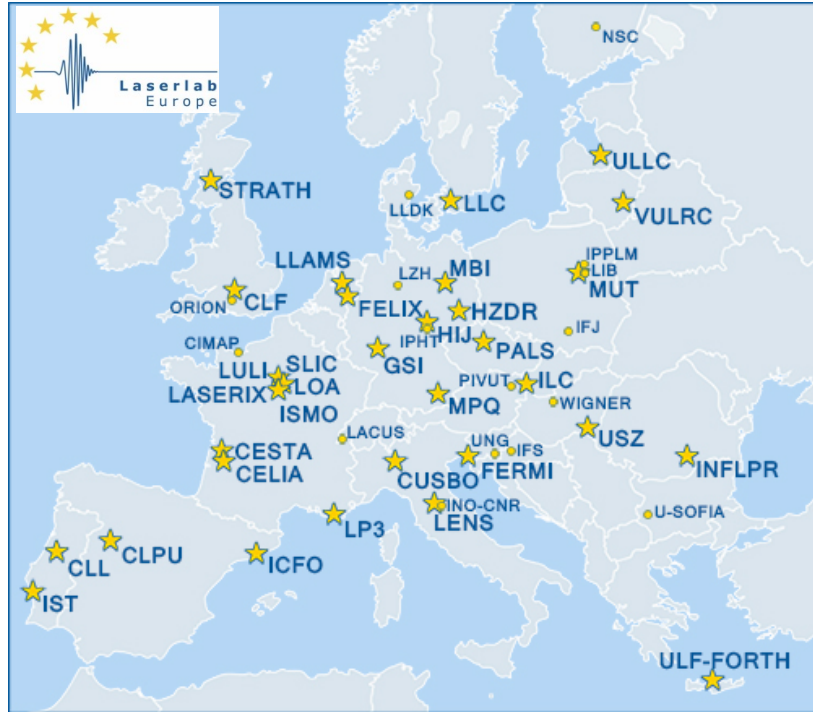 Laserlab
Europe
NSC
ULLC
STRATH
LLDK
LLC
VULRC
LLAMS
LZH
MBI
IPPLM
LIB
MUT
ORION
CLF
FELIX
HZDR
HIJ
IPHT
IFJ
CIMAP
GSI
PALS
LULI
SLIC
LOA
LASERIX
ISMO
PIVUT
ILC
MPQ
WIGNER
LACUS
USZ
UNG
IFS
CESTA
CELIA
CUSBO
FERMI
INFLPR
INO-CNR
LENS
U-SOFIA
LP3
CLPU
CLL
ICFO
IST
ULF-FORTH